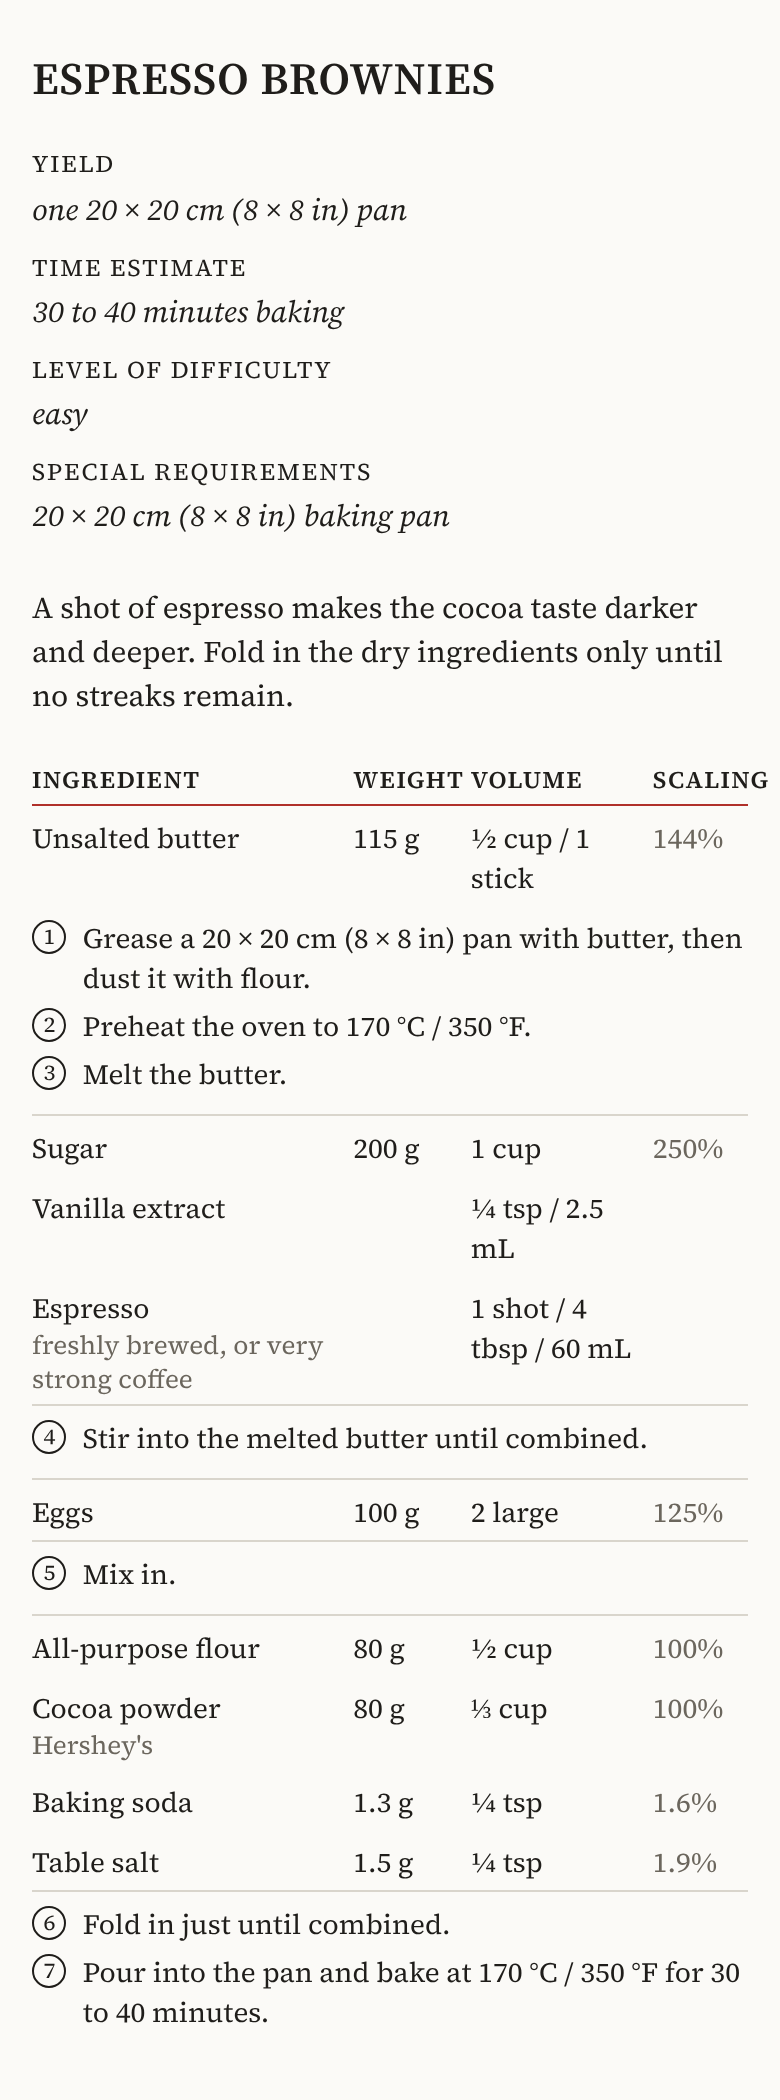 ESPRESSO BROWNIES
YIELD
one 20 × 20 cm (8 × 8 in) pan
TIME ESTIMATE
30 to 40 minutes baking
LEVEL OF DIFFICULTY
easy
SPECIAL REQUIREMENTS
20 × 20 cm (8 × 8 in) baking pan
A shot of espresso makes the cocoa taste darker
and deeper. Fold in the dry ingredients only until
no streaks remain.
INGREDIENT WEIGHT VOLUME SCALING
Unsalted butter 115 g ½ cup / 1 144%
stick
① Grease a 20 × 20 cm (8 × 8 in) pan with butter, then
dust it with flour.
② Preheat the oven to 170 °C / 350 °F.
③ Melt the butter.
Sugar 200 g 1 cup 250%
Vanilla extract ¼ tsp / 2.5
mL
Espresso 1 shot / 4
freshly brewed, or very tbsp / 60 mL
strong coffee
④ Stir into the melted butter until combined.
Eggs 100 g 2 large 125%
⑤ Mix in.
All-purpose flour 80 g ½ cup 100%
Cocoa powder 80 g ⅓ cup 100%
Hershey's
Baking soda 1.3 g ¼ tsp 1.6%
Table salt 1.5 g ¼ tsp 1.9%
⑥ Fold in just until combined.
⑦ Pour into the pan and bake at 170 °C / 350 °F for 30
to 40 minutes.